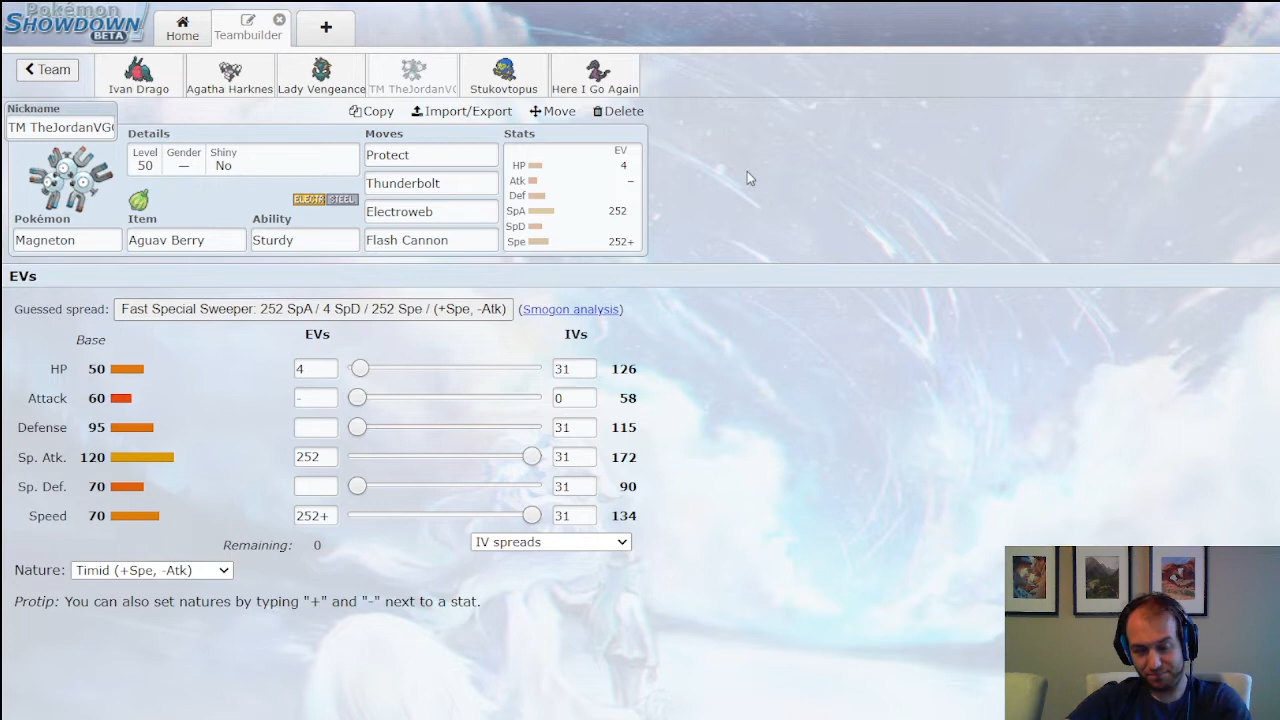 Pokémon
SHOWDOWN!
BETA
Home
Teambuilder
+
Team
Ivan Drago
Agatha Harknes
Lady Vengeance
TM TheJordanVG(
Stukovtopus
Here I Go Again
Nickname
TM TheJordanVG(
Copy
Import/Export
Move
Delete
Details
Moves
Stats
Level
Gender
Shiny
50
—
No
Protect
Thunderbolt
Electroweb
Flash Cannon
EV
HP 4
Atk –
Def
SpA 252
SpD
Spe 252+
ELECTR STEEL
Pokémon
Item
Ability
Magneton
Aguav Berry
Sturdy
EVs
Guessed spread: Fast Special Sweeper: 252 SpA / 4 SpD / 252 Spe / (+Spe, -Atk) (Smogon analysis)
Base EVs IVs
HP 50 4 31 126
Attack 60 - 0 58
Defense 95 31 115
Sp. Atk. 120 252 31 172
Sp. Def. 70 31 90
Speed 70 252+ 31 134
Remaining: 0
IV spreads
Nature: Timid (+Spe, -Atk)
Protip: You can also set natures by typing "+" and "-" next to a stat.